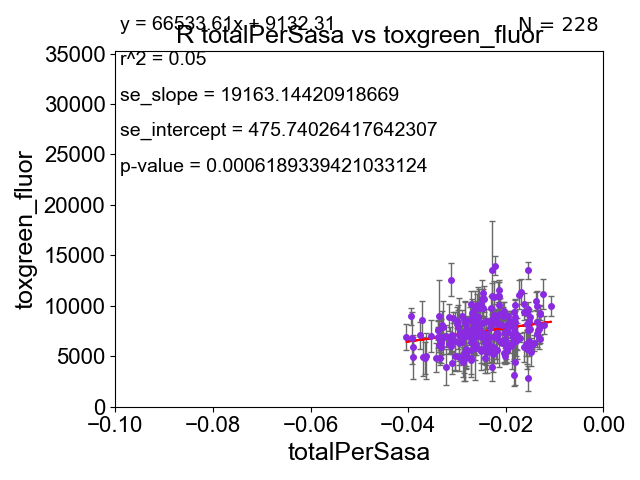 y = 66533.61x + 9132.31
N = 228
R totalPerSasa vs toxgreen_fluor
r^2 = 0.05
se_slope = 19163.14420918669
se_intercept = 475.74026417642307
p-value = 0.0006189339421033124
toxgreen_fluor
35000
30000
25000
20000
15000
10000
5000
0
−0.10 −0.08 −0.06 −0.04 −0.02 0.00
totalPerSasa